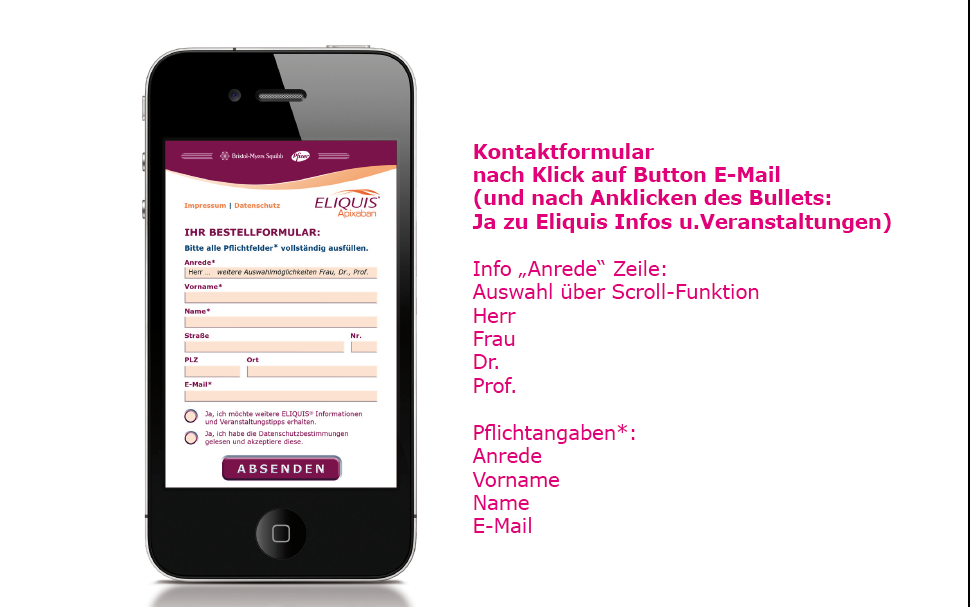 Bristol-Myers Squibb Pfizer
Impressum | Datenschutz
ELIQUIS®
Apixaban
IHR BESTELLFORMULAR:
Bitte alle Pflichtfelder* vollständig ausfüllen.
Anrede*
Herr ... weitere Auswahlmöglichkeiten Frau, Dr., Prof.
Vorname*
Name*
Straße Nr.
PLZ Ort
E-Mail*
Ja, ich möchte weitere ELIQUIS® Informationen
und Veranstaltungstipps erhalten.
Ja, ich habe die Datenschutzbestimmungen
gelesen und akzeptiere diese.
ABSENDEN
Kontaktformular
nach Klick auf Button E-Mail
(und nach Anklicken des Bullets:
Ja zu Eliquis Infos u.Veranstaltungen)
Info „Anrede“ Zeile:
Auswahl über Scroll-Funktion
Herr
Frau
Dr.
Prof.
Pflichtangaben*:
Anrede
Vorname
Name
E-Mail